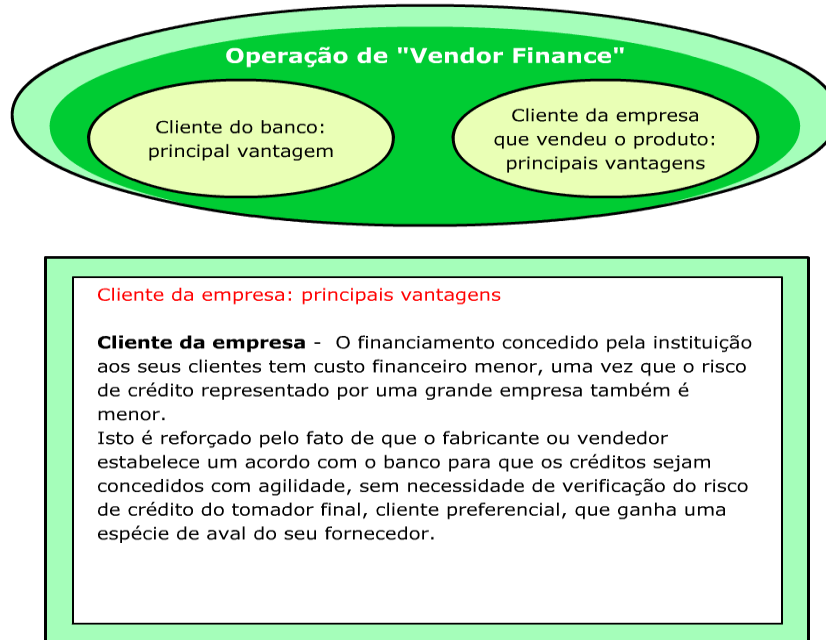 Operação de "Vendor Finance"
Cliente do banco:
principal vantagem
Cliente da empresa
que vendeu o produto:
principais vantagens
Cliente da empresa: principais vantagens
Cliente da empresa -  O financiamento concedido pela instituição
aos seus clientes tem custo financeiro menor, uma vez que o risco
de crédito representado por uma grande empresa também é
menor.
Isto é reforçado pelo fato de que o fabricante ou vendedor
estabelece um acordo com o banco para que os créditos sejam
concedidos com agilidade, sem necessidade de verificação do risco
de crédito do tomador final, cliente preferencial, que ganha uma
espécie de aval do seu fornecedor.